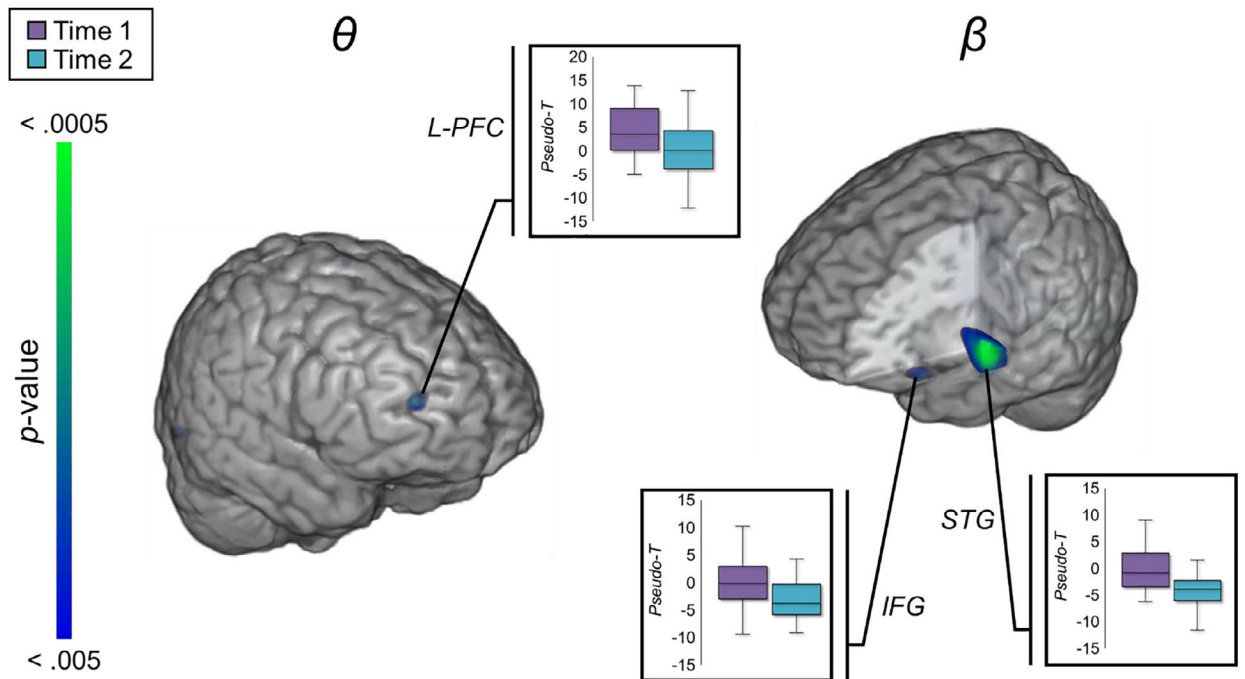 Time 1
Time 2
θ
β
< .0005
p-value
< .005
L-PFC
Pseudo-T
20
15
10
5
0
-5
-10
-15
IFG
Pseudo-T
15
10
5
0
-5
-10
-15
STG
Pseudo-T
15
10
5
0
-5
-10
-15